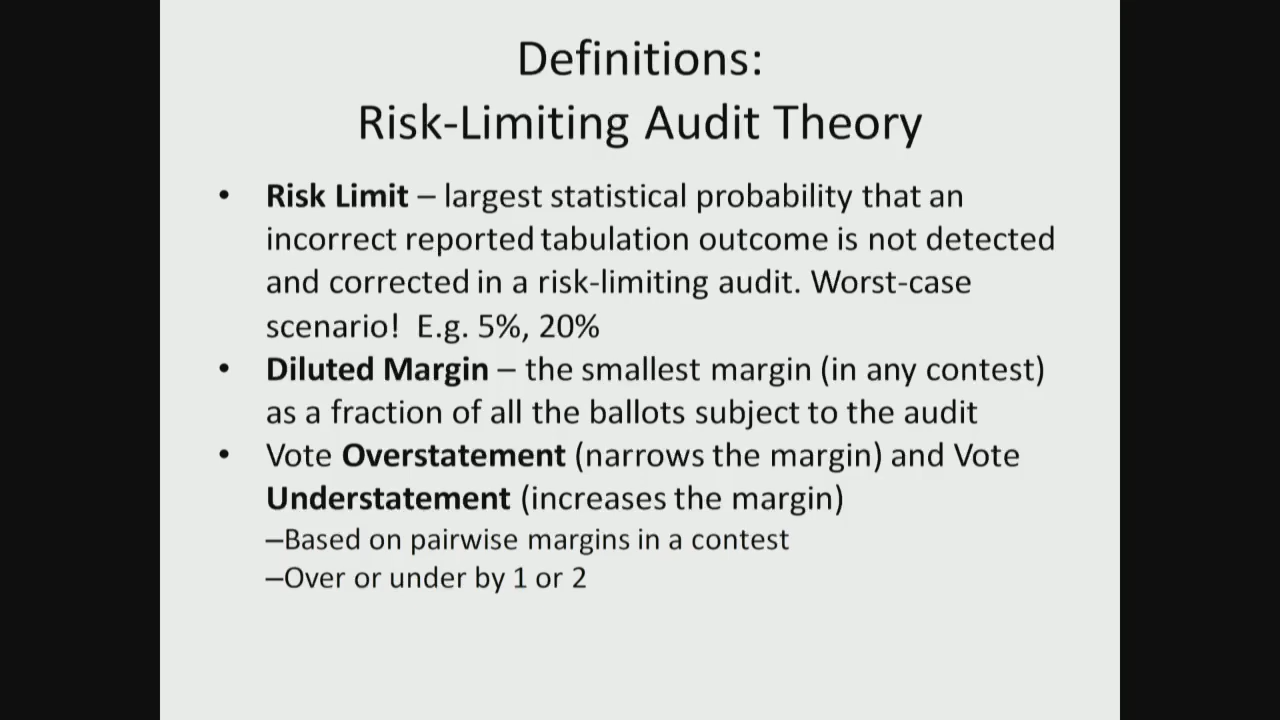 Definitions:
Risk-Limiting Audit Theory
• Risk Limit – largest statistical probability that an
incorrect reported tabulation outcome is not detected
and corrected in a risk-limiting audit. Worst-case
scenario! E.g. 5%, 20%
• Diluted Margin – the smallest margin (in any contest)
as a fraction of all the ballots subject to the audit
• Vote Overstatement (narrows the margin) and Vote
Understatement (increases the margin)
–Based on pairwise margins in a contest
–Over or under by 1 or 2